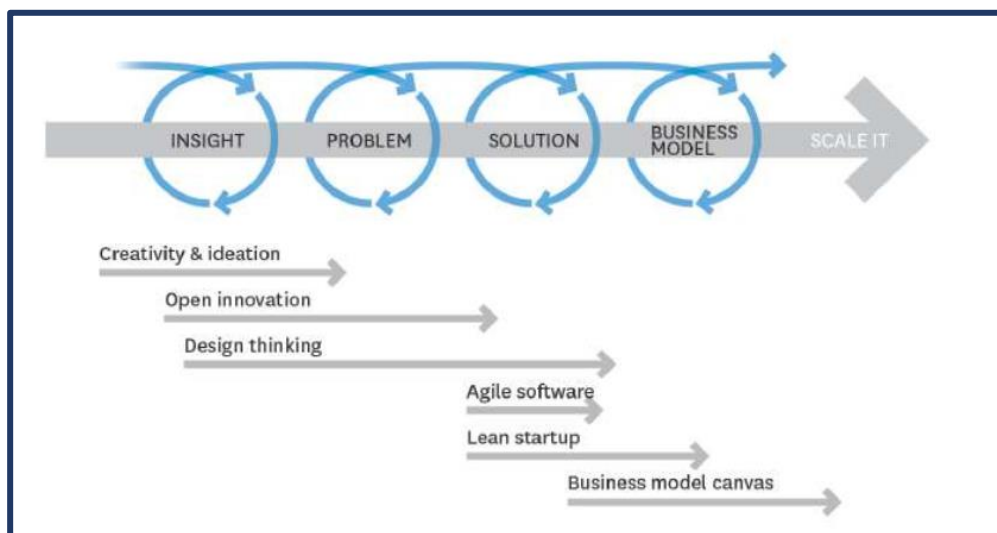 INSIGHT
PROBLEM
SOLUTION
BUSINESS
MODEL
SCALE IT
Creativity & ideation
Open innovation
Design thinking
Agile software
Lean startup
Business model canvas